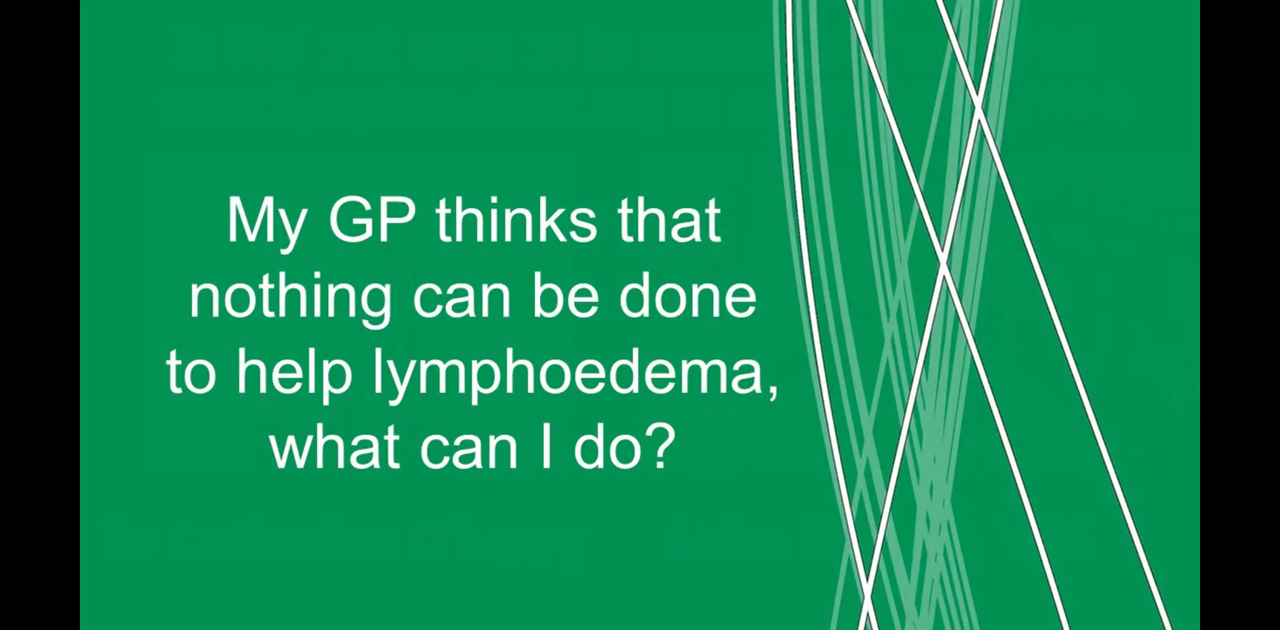 My GP thinks that
nothing can be done
to help lymphoedema,
what can I do?